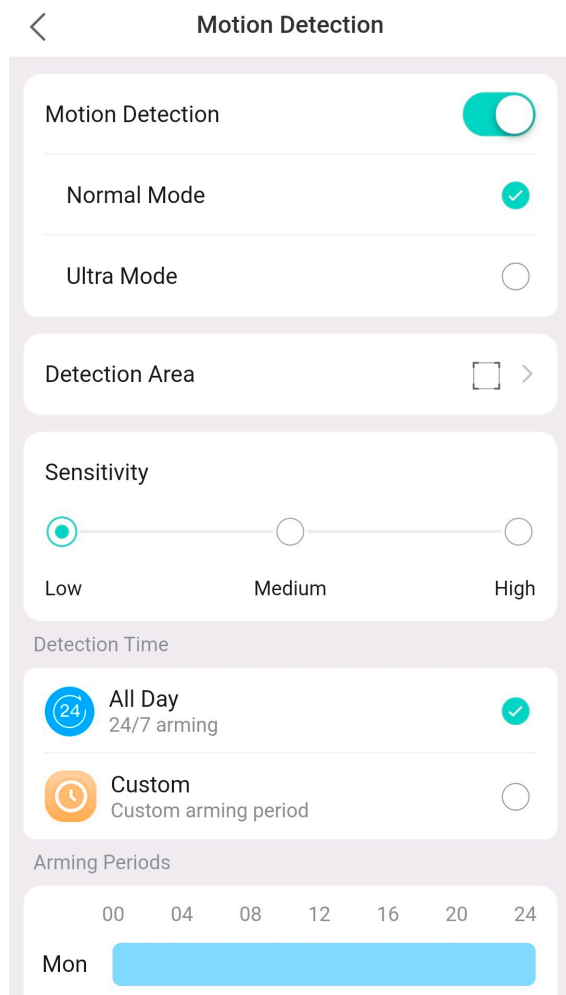 Motion Detection
Motion Detection
Normal Mode
Ultra Mode
Detection Area
Sensitivity
Low Medium High
Detection Time
24
All Day
24/7 arming
Custom
Custom arming period
Arming Periods
00 04 08 12 16 20 24
Mon